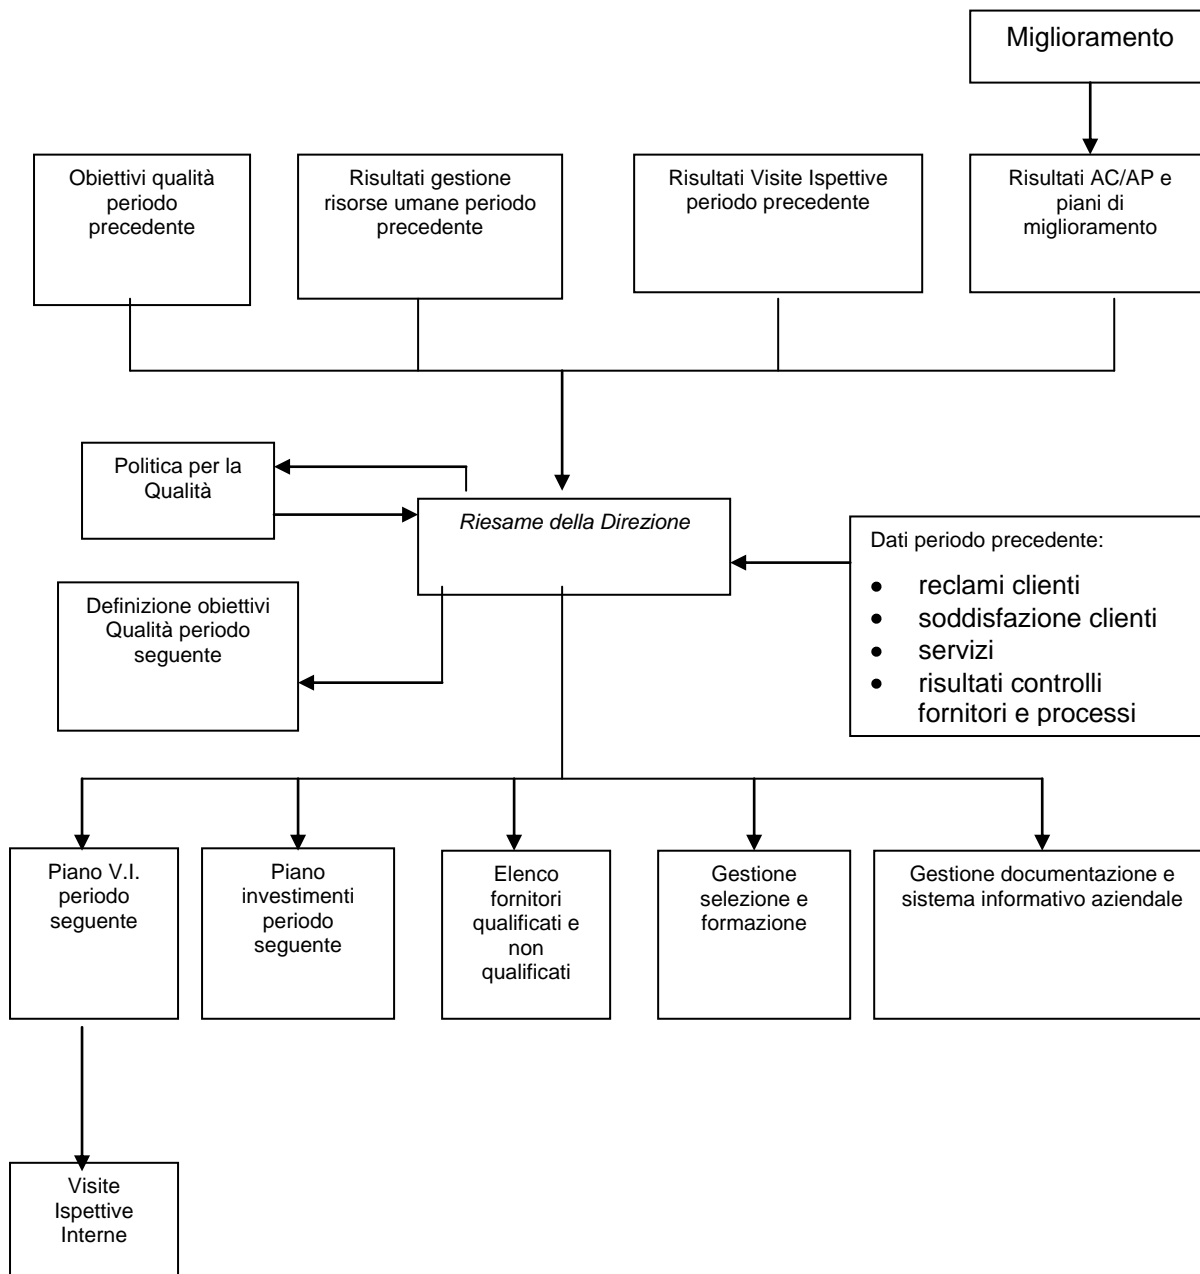 Miglioramento
Obiettivi qualità
periodo
precedente
Risultati gestione
risorse umane periodo
precedente
Risultati Visite Ispettive
periodo precedente
Risultati AC/AP e
piani di
miglioramento
Politica per la
Qualità
Riesame della Direzione
Dati periodo precedente:
• reclami clienti
• soddisfazione clienti
• servizi
• risultati controlli
fornitori e processi
Definizione obiettivi
Qualità periodo
seguente
Piano V.I.
periodo
seguente
Piano
investimenti
periodo
seguente
Elenco
fornitori
qualificati e
non
qualificati
Gestione
selezione e
formazione
Gestione documentazione e
sistema informativo aziendale
Visite
Ispettive
Interne